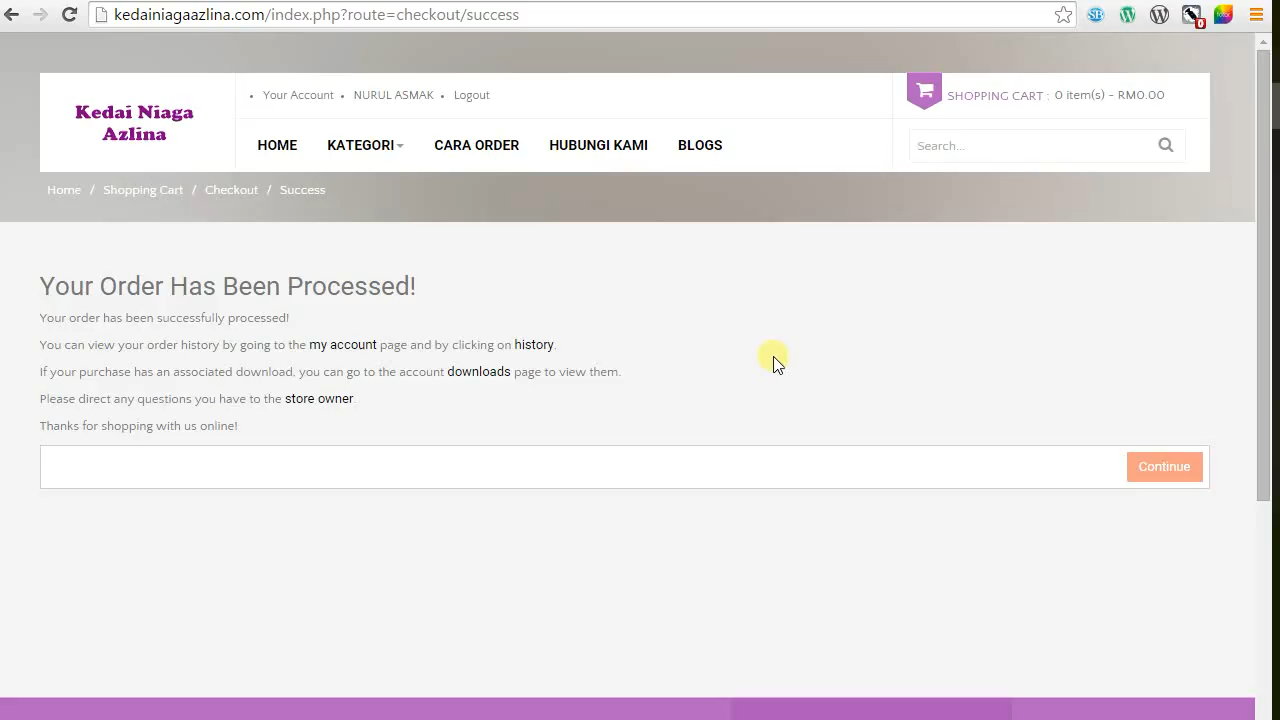 kedainiagaazlina.com/index.php?route=checkout/success
SB
0
Kedai Niaga
Azlina
• Your Account • NURUL ASMAK • Logout
SHOPPING CART : 0 item(s) - RM0.00
HOME KATEGORI CARA ORDER HUBUNGI KAMI BLOGS
Search...
Home / Shopping Cart / Checkout / Success
Your Order Has Been Processed!
Your order has been successfully processed!
You can view your order history by going to the my account page and by clicking on history.
If your purchase has an associated download, you can go to the account downloads page to view them.
Please direct any questions you have to the store owner.
Thanks for shopping with us online!
Continue